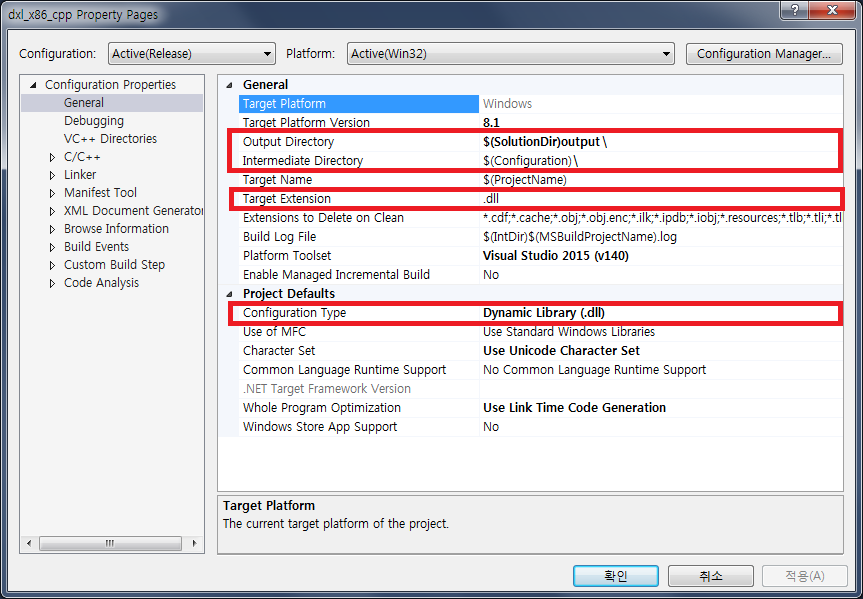 dxl_x86_cpp Property Pages
?
Configuration: Active(Release) Platform: Active(Win32) Configuration Manager...
Configuration Properties
General
Debugging
VC++ Directories
C/C++
Linker
Manifest Tool
XML Document Generator
Browse Information
Build Events
Custom Build Step
Code Analysis
General
Target Platform Windows
Target Platform Version 8.1
Output Directory $(SolutionDir)output\
Intermediate Directory $(Configuration)\
Target Name $(ProjectName)
Target Extension .dll
Extensions to Delete on Clean *.cdf;*.cache;*.obj;*.obj.enc;*.ilk;*.ipdb;*.iobj;*.resources;*.tlb;*.tli;*.tl
Build Log File $(IntDir)$(MSBuildProjectName).log
Platform Toolset Visual Studio 2015 (v140)
Enable Managed Incremental Build No
Project Defaults
Configuration Type Dynamic Library (.dll)
Use of MFC Use Standard Windows Libraries
Character Set Use Unicode Character Set
Common Language Runtime Support No Common Language Runtime Support
.NET Target Framework Version
Whole Program Optimization Use Link Time Code Generation
Windows Store App Support No
Target Platform
The current target platform of the project.
확인 취소 적용(A)